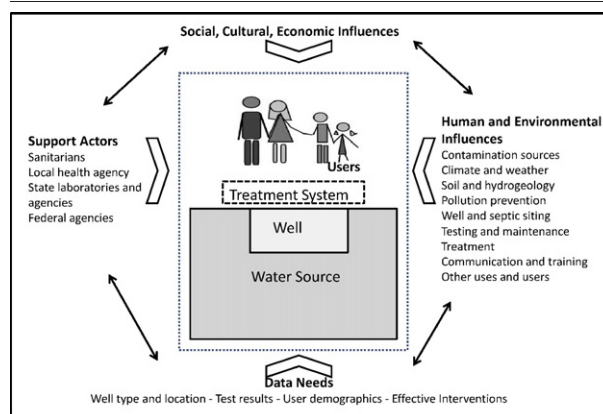 Social, Cultural, Economic Influences
Support Actors
Sanitarians
Local health agency
State laboratories and
agencies
Federal agencies
Users
Treatment System
Well
Water Source
Human and Environmental
Influences
Contamination sources
Climate and weather
Soil and hydrogeology
Pollution prevention
Well and septic siting
Testing and maintenance
Treatment
Communication and training
Other uses and users
Data Needs
Well type and location - Test results - User demographics - Effective Interventions